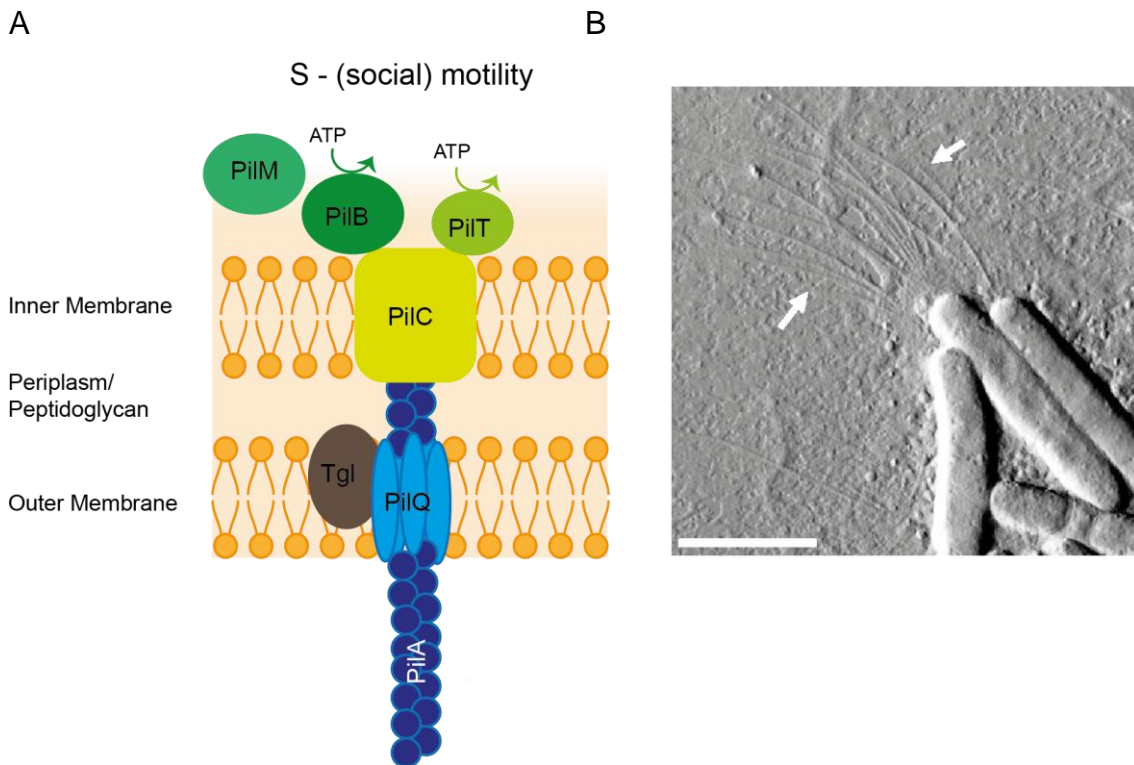 A
B
S - (social) motility
ATP
ATP
PilM
PilB
PilT
Inner Membrane
PilC
Periplasm/
Peptidoglycan
Tgl
PilQ
Outer Membrane
PilA